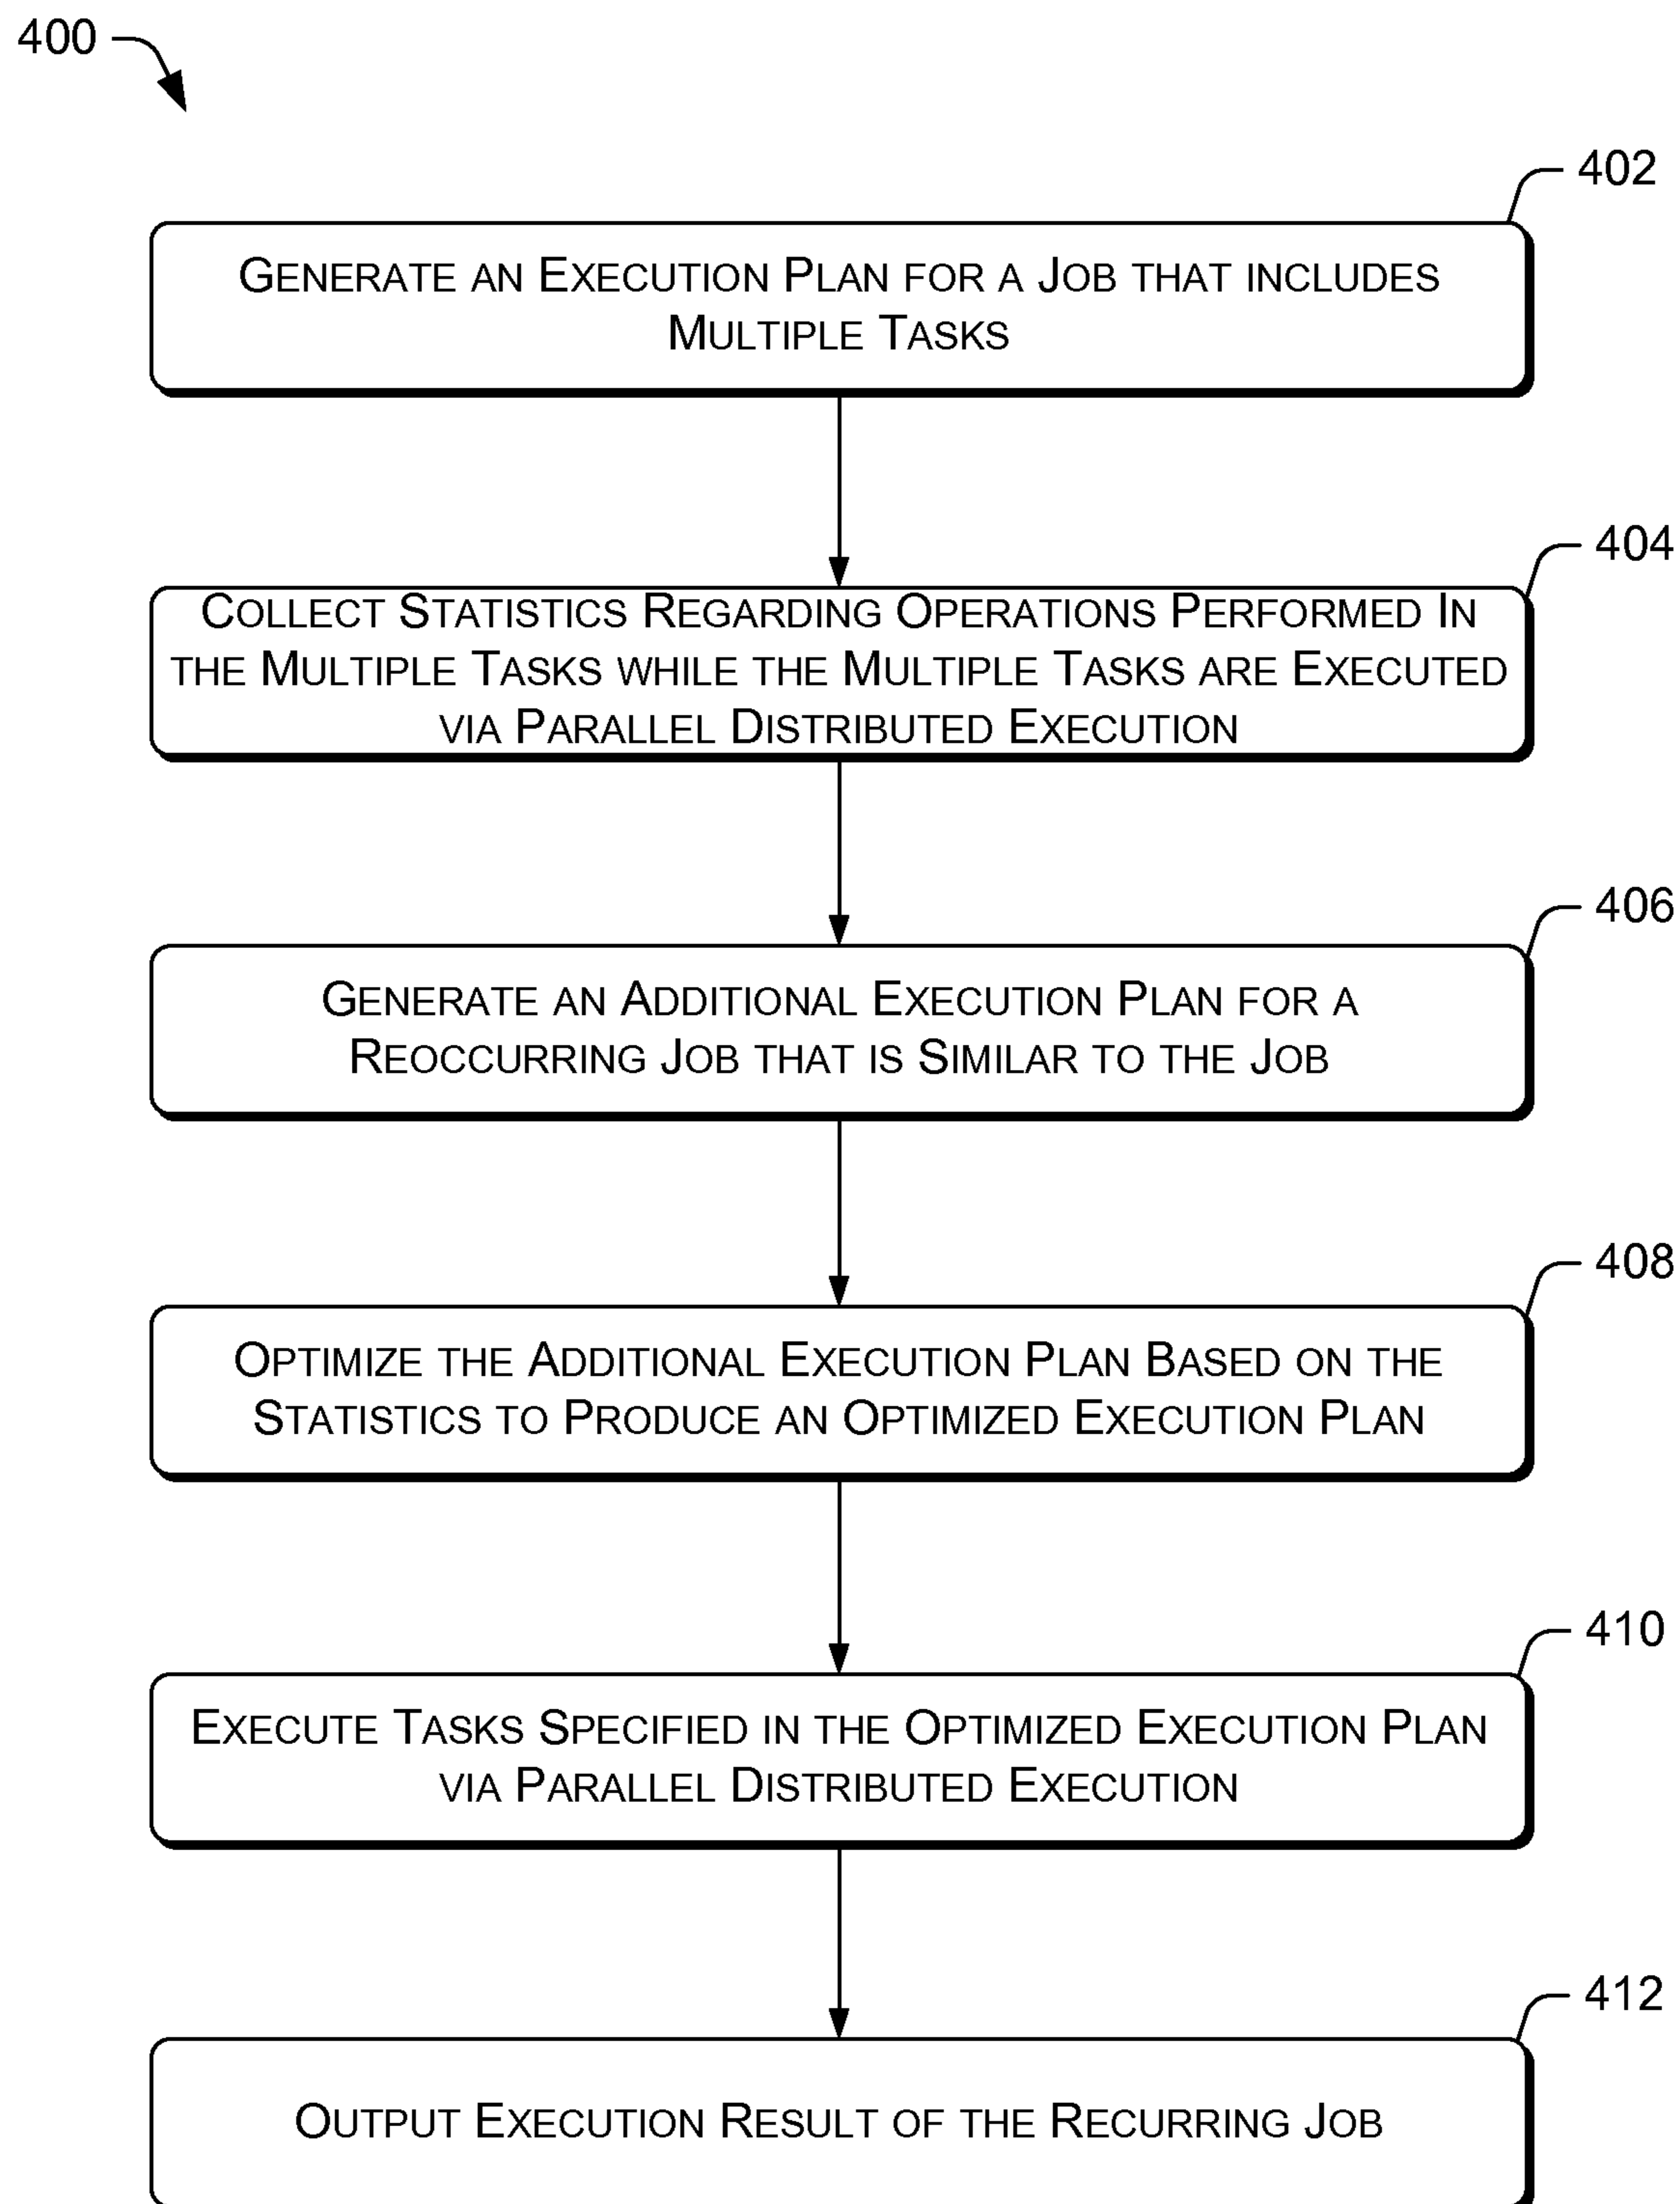 400
402
GENERATE AN EXECUTION PLAN FOR A JOB THAT INCLUDES
MULTIPLE TASKS
404
COLLECT STATISTICS REGARDING OPERATIONS PERFORMED IN
THE MULTIPLE TASKS WHILE THE MULTIPLE TASKS ARE EXECUTED
VIA PARALLEL DISTRIBUTED EXECUTION
406
GENERATE AN ADDITIONAL EXECUTION PLAN FOR A
REOCCURRING JOB THAT IS SIMILAR TO THE JOB
408
OPTIMIZE THE ADDITIONAL EXECUTION PLAN BASED ON THE
STATISTICS TO PRODUCE AN OPTIMIZED EXECUTION PLAN
410
EXECUTE TASKS SPECIFIED IN THE OPTIMIZED EXECUTION PLAN
VIA PARALLEL DISTRIBUTED EXECUTION
412
OUTPUT EXECUTION RESULT OF THE RECURRING JOB